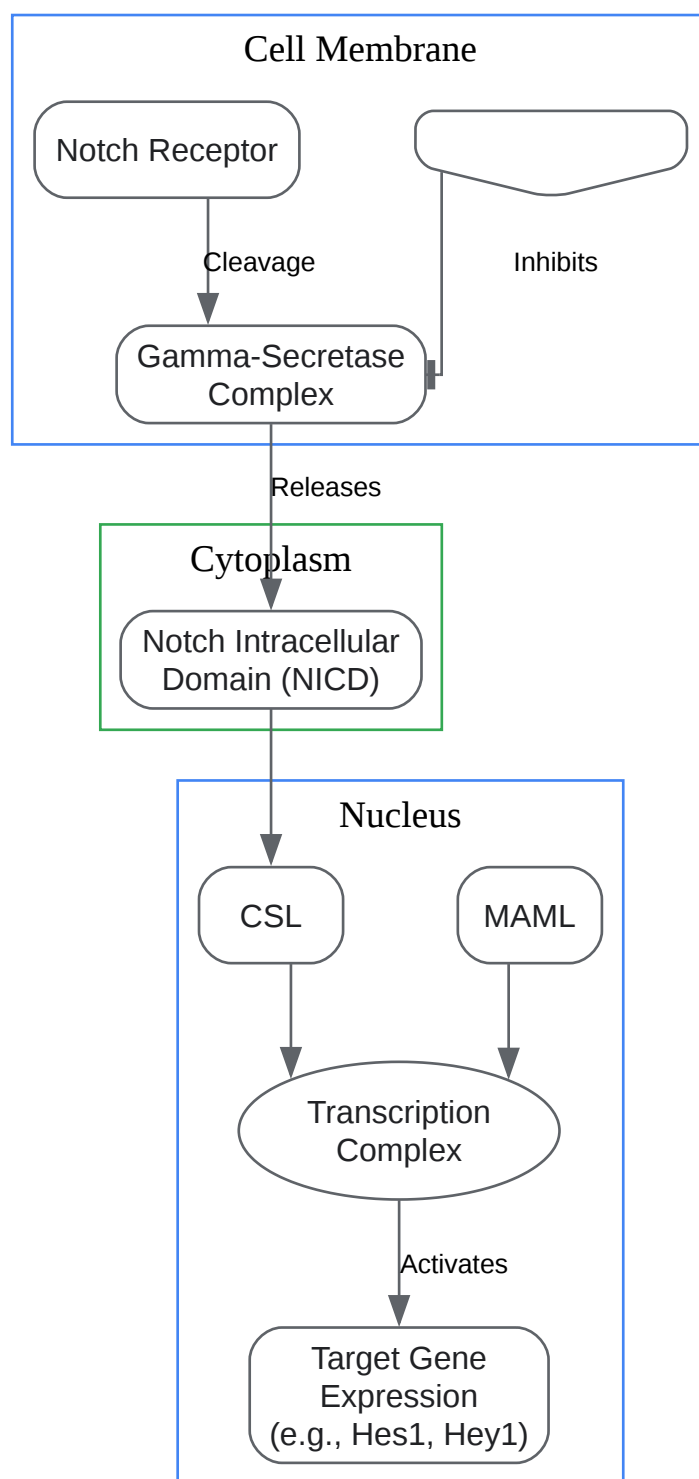 Cell Membrane
Notch Receptor
Cleavage
Inhibits
Gamma-Secretase
Complex
Releases
Cytoplasm
Notch Intracellular
Domain (NICD)
Nucleus
CSL
MAML
Transcription
Complex
Activates
Target Gene
Expression
(e.g., Hes1, Hey1)